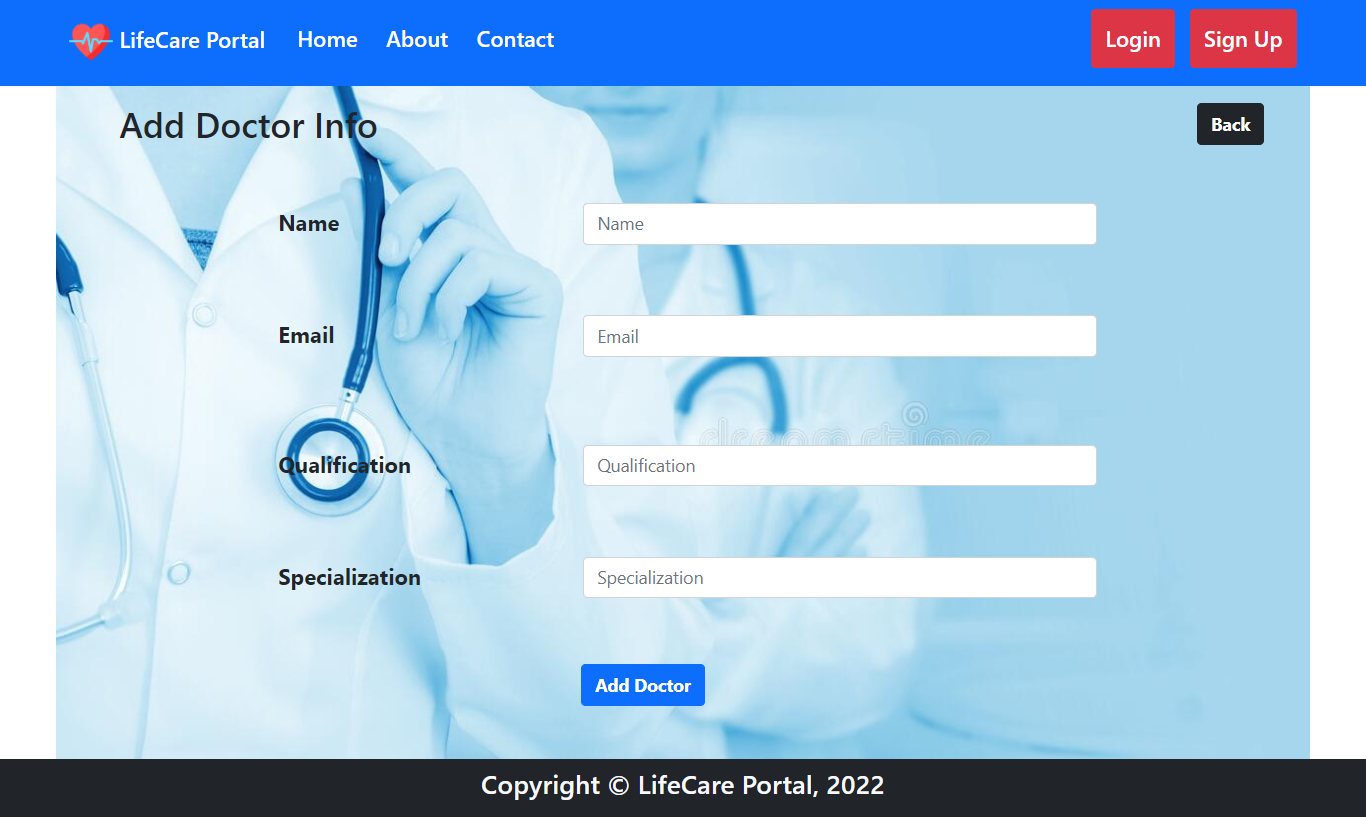 LifeCare Portal Home About Contact Login Sign Up
Add Doctor Info Back
Name Name
Email Email
dreamstime
Qualification Qualification
Specialization Specialization
Add Doctor
Copyright © LifeCare Portal, 2022